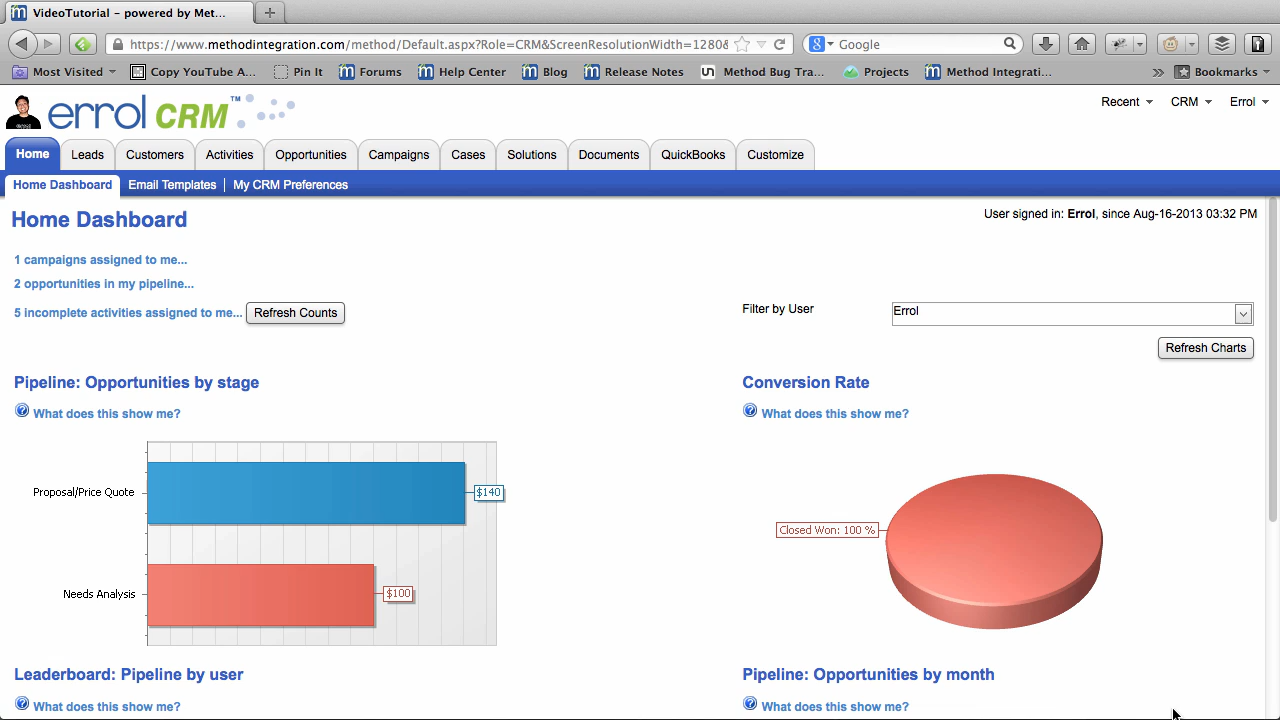 VideoTutorial – powered by Met...
https://www.methodintegration.com/method/Default.aspx?Role=CRM&ScreenResolutionWidth=1280&
Google
Most Visited
Copy YouTube A...
Pin It
Forums
Help Center
Blog
Release Notes
Method Bug Tra...
Projects
Method Integrati...
Bookmarks
errol CRM™
Recent
CRM
Errol
Home
Leads
Customers
Activities
Opportunities
Campaigns
Cases
Solutions
Documents
QuickBooks
Customize
Home Dashboard
Email Templates
My CRM Preferences
Home Dashboard
User signed in: Errol, since Aug-16-2013 03:32 PM
1 campaigns assigned to me...
2 opportunities in my pipeline...
5 incomplete activities assigned to me...
Refresh Counts
Filter by User
Errol
Refresh Charts
Pipeline: Opportunities by stage
What does this show me?
Proposal/Price Quote
$140
Needs Analysis
$100
Conversion Rate
What does this show me?
Closed Won: 100 %
Leaderboard: Pipeline by user
What does this show me?
Pipeline: Opportunities by month
What does this show me?